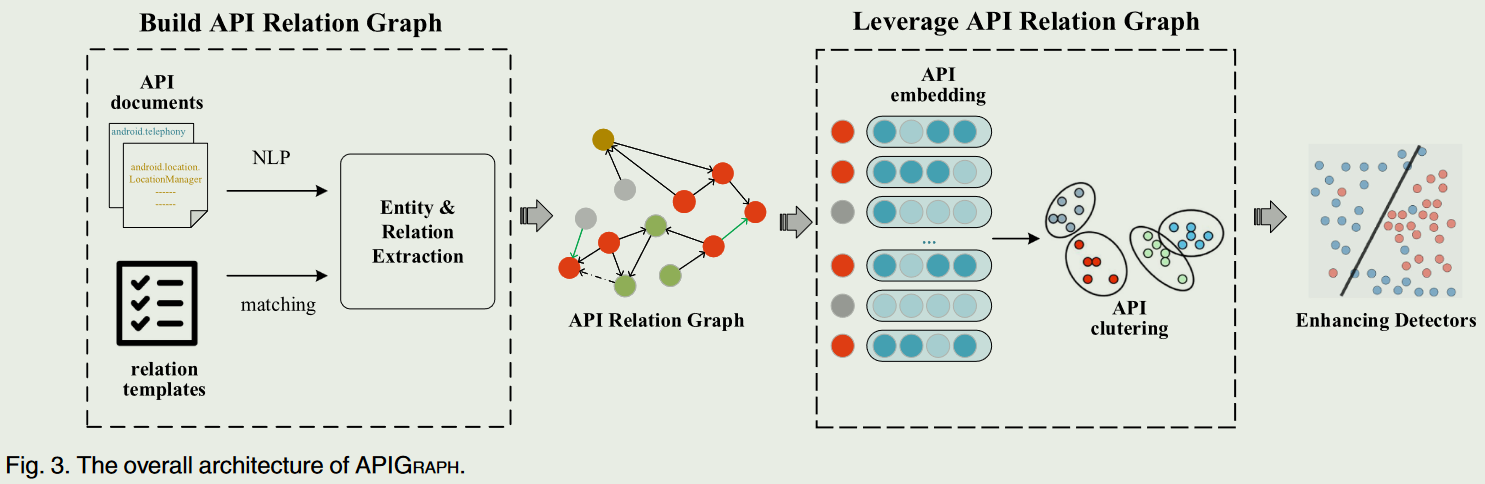 Build API Relation Graph
API
documents
android.telephony
android.location.
LocationManager
------
------
NLP
matching
relation
templates
Entity &
Relation
Extraction
API Relation Graph
Leverage API Relation Graph
API
embedding
...
API
clutering
Enhancing Detectors
Fig. 3. The overall architecture of APIGRAPH.